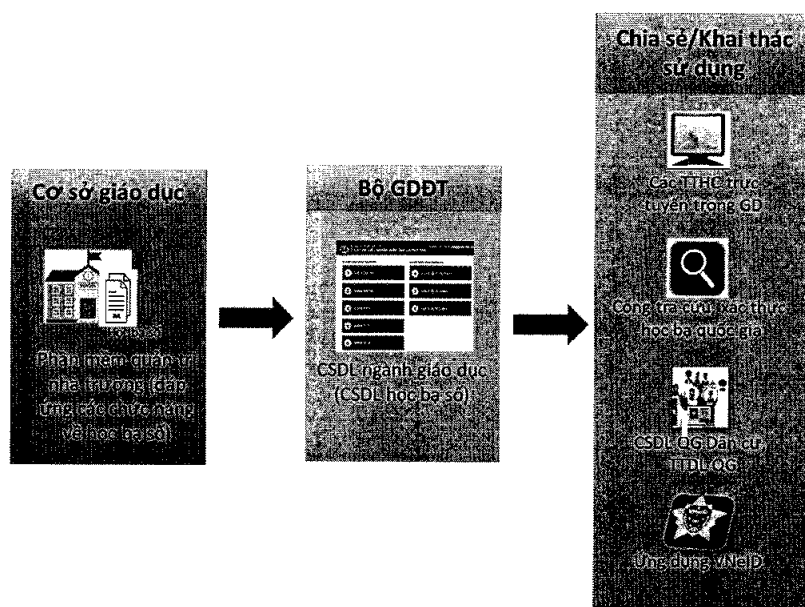 Cơ sở giáo dục
Phần mềm quản trị
nhà trường (đáp
ứng các chức năng
về học bạ số)
Bộ GDĐT
CSDL ngành giáo dục
(CSDL học bạ số)
Chia sẻ/Khai thác
sử dụng
Các TTHC trực
tuyến trong GD
Cổng tra cứu, xác thực
học bạ quốc gia
CSDL QG Dân cư
TTDL QG
Ứng dụng VNeID